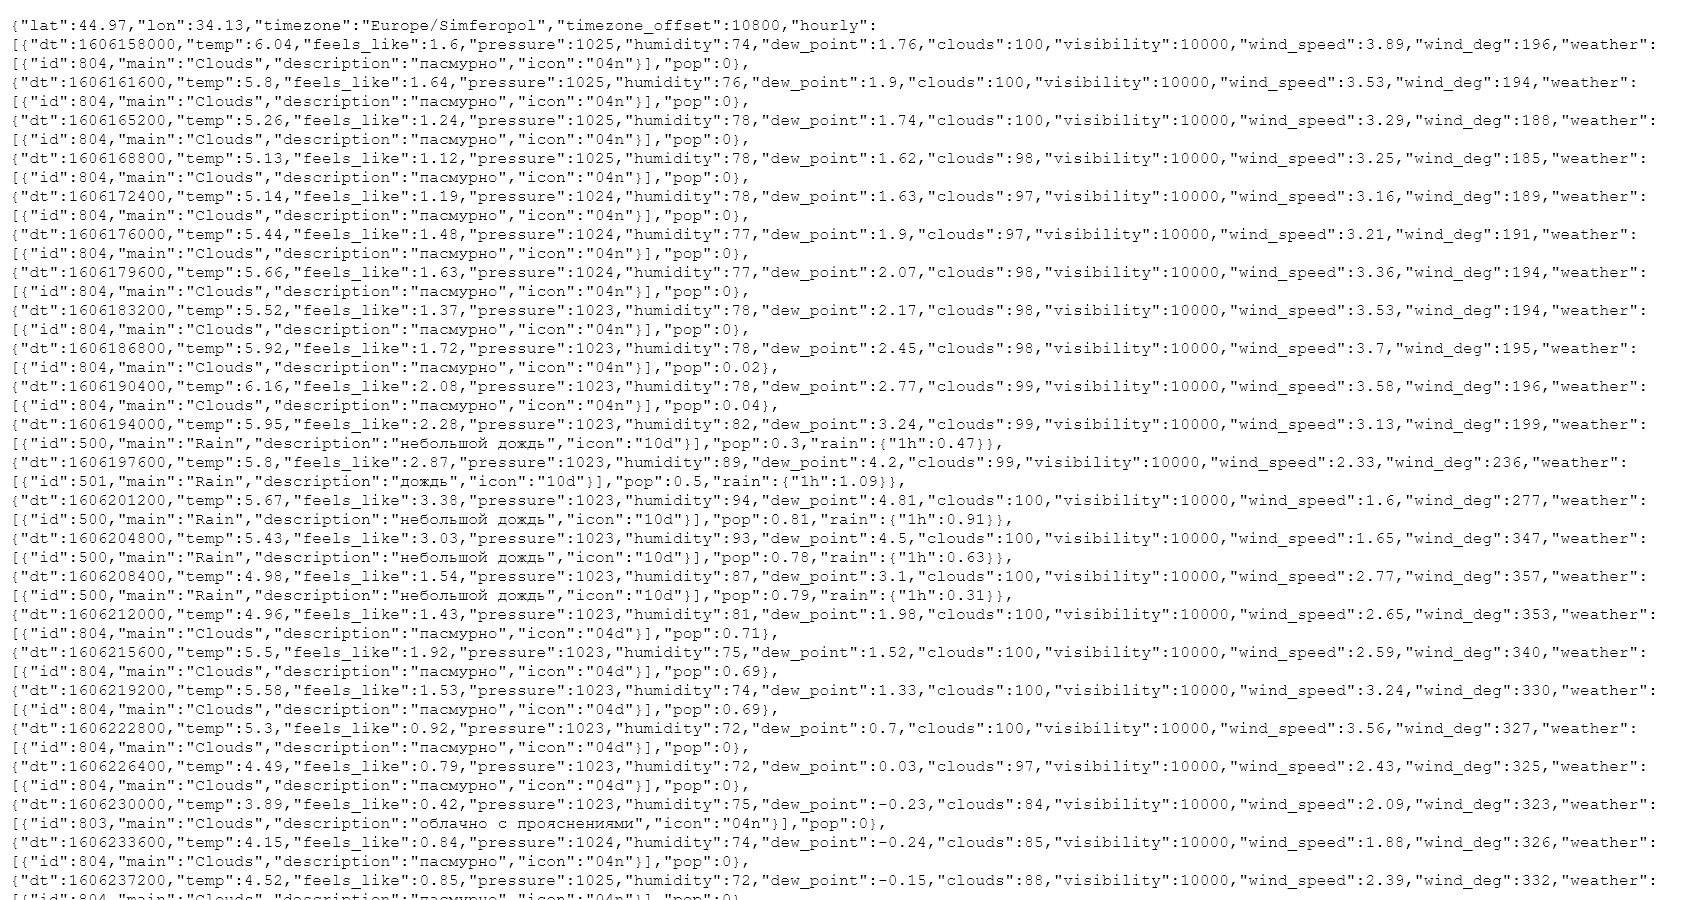 {"lat":44.97,"lon":34.13,"timezone":"Europe/Simferopol","timezone_offset":10800,"hourly":
[{"dt":1606158000,"temp":6.04,"feels_like":1.6,"pressure":1025,"humidity":74,"dew_point":1.76,"clouds":100,"visibility":10000,"wind_speed":3.89,"wind_deg":196,"weather":
[{"id":804,"main":"Clouds","description":"пасмурно","icon":"04n"}],"pop":0},
{"dt":1606161600,"temp":5.8,"feels_like":1.64,"pressure":1025,"humidity":76,"dew_point":1.9,"clouds":100,"visibility":10000,"wind_speed":3.53,"wind_deg":194,"weather":
[{"id":804,"main":"Clouds","description":"пасмурно","icon":"04n"}],"pop":0},
{"dt":1606165200,"temp":5.26,"feels_like":1.24,"pressure":1025,"humidity":78,"dew_point":1.74,"clouds":100,"visibility":10000,"wind_speed":3.29,"wind_deg":188,"weather":
[{"id":804,"main":"Clouds","description":"пасмурно","icon":"04n"}],"pop":0},
{"dt":1606168800,"temp":5.13,"feels_like":1.12,"pressure":1025,"humidity":78,"dew_point":1.62,"clouds":98,"visibility":10000,"wind_speed":3.25,"wind_deg":185,"weather":
[{"id":804,"main":"Clouds","description":"пасмурно","icon":"04n"}],"pop":0},
{"dt":1606172400,"temp":5.14,"feels_like":1.19,"pressure":1024,"humidity":78,"dew_point":1.63,"clouds":97,"visibility":10000,"wind_speed":3.16,"wind_deg":189,"weather":
[{"id":804,"main":"Clouds","description":"пасмурно","icon":"04n"}],"pop":0},
{"dt":1606176000,"temp":5.44,"feels_like":1.48,"pressure":1024,"humidity":77,"dew_point":1.9,"clouds":97,"visibility":10000,"wind_speed":3.21,"wind_deg":191,"weather":
[{"id":804,"main":"Clouds","description":"пасмурно","icon":"04n"}],"pop":0},
{"dt":1606179600,"temp":5.66,"feels_like":1.63,"pressure":1024,"humidity":77,"dew_point":2.07,"clouds":98,"visibility":10000,"wind_speed":3.36,"wind_deg":194,"weather":
[{"id":804,"main":"Clouds","description":"пасмурно","icon":"04n"}],"pop":0},
{"dt":1606183200,"temp":5.52,"feels_like":1.37,"pressure":1023,"humidity":78,"dew_point":2.17,"clouds":98,"visibility":10000,"wind_speed":3.53,"wind_deg":194,"weather":
[{"id":804,"main":"Clouds","description":"пасмурно","icon":"04n"}],"pop":0},
{"dt":1606186800,"temp":5.92,"feels_like":1.72,"pressure":1023,"humidity":78,"dew_point":2.45,"clouds":98,"visibility":10000,"wind_speed":3.7,"wind_deg":195,"weather":
[{"id":804,"main":"Clouds","description":"пасмурно","icon":"04n"}],"pop":0.02},
{"dt":1606190400,"temp":6.16,"feels_like":2.08,"pressure":1023,"humidity":78,"dew_point":2.77,"clouds":99,"visibility":10000,"wind_speed":3.58,"wind_deg":196,"weather":
[{"id":804,"main":"Clouds","description":"пасмурно","icon":"04n"}],"pop":0.04},
{"dt":1606194000,"temp":5.95,"feels_like":2.28,"pressure":1023,"humidity":82,"dew_point":3.24,"clouds":99,"visibility":10000,"wind_speed":3.13,"wind_deg":199,"weather":
[{"id":500,"main":"Rain","description":"небольшой дождь","icon":"10d"}],"pop":0.3,"rain":{"1h":0.47}},
{"dt":1606197600,"temp":5.8,"feels_like":2.87,"pressure":1023,"humidity":89,"dew_point":4.2,"clouds":99,"visibility":10000,"wind_speed":2.33,"wind_deg":236,"weather":
[{"id":501,"main":"Rain","description":"дождь","icon":"10d"}],"pop":0.5,"rain":{"1h":1.09}},
{"dt":1606201200,"temp":5.67,"feels_like":3.38,"pressure":1023,"humidity":94,"dew_point":4.81,"clouds":100,"visibility":10000,"wind_speed":1.6,"wind_deg":277,"weather":
[{"id":500,"main":"Rain","description":"небольшой дождь","icon":"10d"}],"pop":0.81,"rain":{"1h":0.91}},
{"dt":1606204800,"temp":5.43,"feels_like":3.03,"pressure":1023,"humidity":93,"dew_point":4.5,"clouds":100,"visibility":10000,"wind_speed":1.65,"wind_deg":347,"weather":
[{"id":500,"main":"Rain","description":"небольшой дождь","icon":"10d"}],"pop":0.78,"rain":{"1h":0.63}},
{"dt":1606208400,"temp":4.98,"feels_like":1.54,"pressure":1023,"humidity":87,"dew_point":3.1,"clouds":100,"visibility":10000,"wind_speed":2.77,"wind_deg":357,"weather":
[{"id":500,"main":"Rain","description":"небольшой дождь","icon":"10d"}],"pop":0.79,"rain":{"1h":0.31}},
{"dt":1606212000,"temp":4.96,"feels_like":1.43,"pressure":1023,"humidity":81,"dew_point":1.98,"clouds":100,"visibility":10000,"wind_speed":2.65,"wind_deg":353,"weather":
[{"id":804,"main":"Clouds","description":"пасмурно","icon":"04d"}],"pop":0.71},
{"dt":1606215600,"temp":5.5,"feels_like":1.92,"pressure":1023,"humidity":75,"dew_point":1.52,"clouds":100,"visibility":10000,"wind_speed":2.59,"wind_deg":340,"weather":
[{"id":804,"main":"Clouds","description":"пасмурно","icon":"04d"}],"pop":0.69},
{"dt":1606219200,"temp":5.58,"feels_like":1.53,"pressure":1023,"humidity":74,"dew_point":1.33,"clouds":100,"visibility":10000,"wind_speed":3.24,"wind_deg":330,"weather":
[{"id":804,"main":"Clouds","description":"пасмурно","icon":"04d"}],"pop":0.69},
{"dt":1606222800,"temp":5.3,"feels_like":0.92,"pressure":1023,"humidity":72,"dew_point":0.7,"clouds":100,"visibility":10000,"wind_speed":3.56,"wind_deg":327,"weather":
[{"id":804,"main":"Clouds","description":"пасмурно","icon":"04d"}],"pop":0},
{"dt":1606226400,"temp":4.49,"feels_like":0.79,"pressure":1023,"humidity":72,"dew_point":0.03,"clouds":97,"visibility":10000,"wind_speed":2.43,"wind_deg":325,"weather":
[{"id":804,"main":"Clouds","description":"пасмурно","icon":"04d"}],"pop":0},
{"dt":1606230000,"temp":3.89,"feels_like":0.42,"pressure":1023,"humidity":75,"dew_point":-0.23,"clouds":84,"visibility":10000,"wind_speed":2.09,"wind_deg":323,"weather":
[{"id":803,"main":"Clouds","description":"облачно с прояснениями","icon":"04n"}],"pop":0},
{"dt":1606233600,"temp":4.15,"feels_like":0.84,"pressure":1024,"humidity":74,"dew_point":-0.24,"clouds":85,"visibility":10000,"wind_speed":1.88,"wind_deg":326,"weather":
[{"id":804,"main":"Clouds","description":"пасмурно","icon":"04n"}],"pop":0},
{"dt":1606237200,"temp":4.52,"feels_like":0.85,"pressure":1025,"humidity":72,"dew_point":-0.15,"clouds":88,"visibility":10000,"wind_speed":2.39,"wind_deg":332,"weather":
[{"id":804,"main":"Clouds","description":"пасмурно","icon":"04n"}],"pop":0},